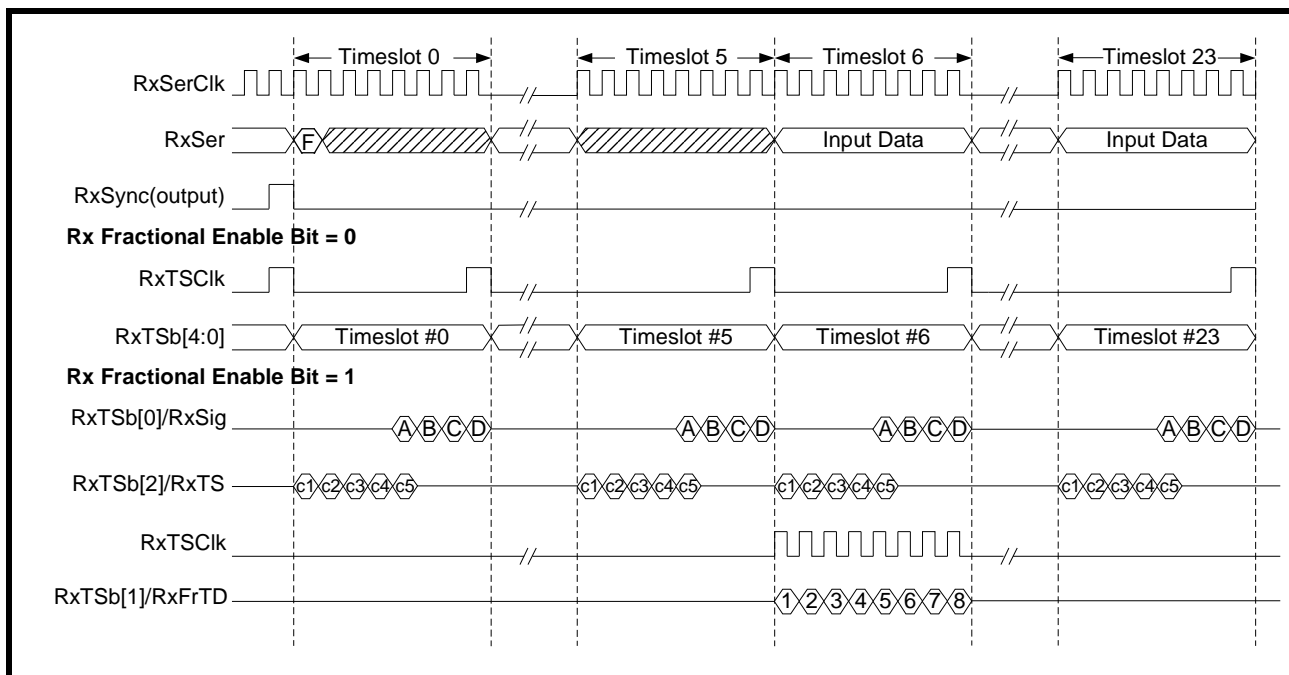 Timeslot 0 Timeslot 5 Timeslot 6 Timeslot 23
RxSerClk
RxSer F Input Data Input Data
RxSync(output)
Rx Fractional Enable Bit = 0
RxTSClk
RxTSb[4:0] Timeslot #0 Timeslot #5 Timeslot #6 Timeslot #23
Rx Fractional Enable Bit = 1
RxTSb[0]/RxSig A B C D A B C D A B C D A B C D
RxTSb[2]/RxTS c1 c2 c3 c4 c5 c1 c2 c3 c4 c5 c1 c2 c3 c4 c5 c1 c2 c3 c4 c5
RxTSClk
RxTSb[1]/RxFrTD 1 2 3 4 5 6 7 8